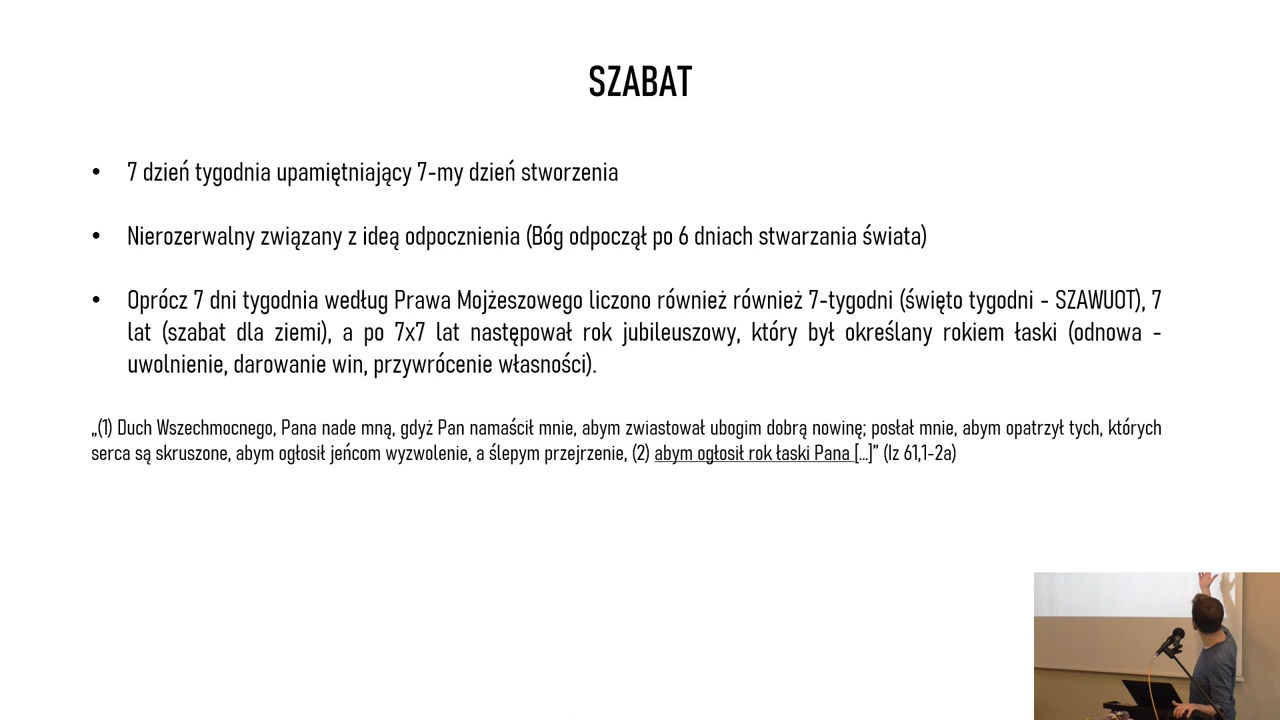 SZABAT
• 7 dzień tygodnia upamiętniający 7-my dzień stworzenia
• Nierozerwalny związany z ideą odpocznienia (Bóg odpoczął po 6 dniach stwarzania świata)
• Oprócz 7 dni tygodnia według Prawa Mojżeszowego liczono również również 7-tygodni (święto tygodni - SZAWUOT), 7
lat (szabat dla ziemi), a po 7x7 lat następował rok jubileuszowy, który był określany rokiem łaski (odnowa -
uwolnienie, darowanie win, przywrócenie własności).
„(1) Duch Wszechmocnego, Pana nade mną, gdyż Pan namaścił mnie, abym zwiastował ubogim dobrą nowinę; posłał mnie, abym opatrzył tych, których
serca są skruszone, abym ogłosił jeńcom wyzwolenie, a ślepym przejrzenie, (2) abym ogłosił rok łaski Pana [...]” (Iz 61,1-2a)